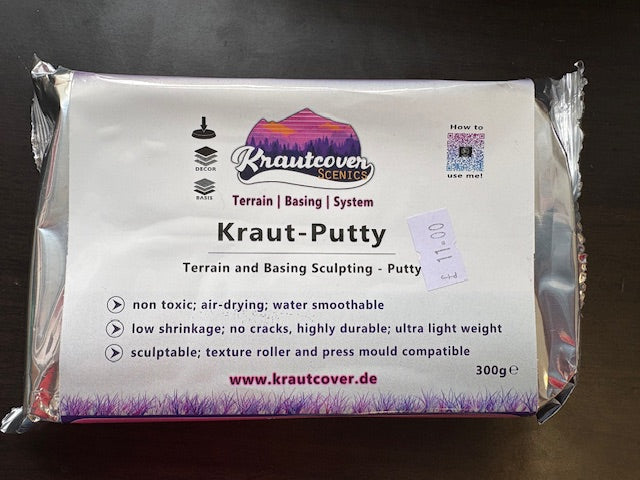 How to
DECOR
BASIS
Krautcover
SCENICS
use me!
Terrain | Basing | System
Kraut-Putty
11.00
Terrain and Basing Sculpting - Putty
non toxic; air-drying; water smoothable
low shrinkage; no cracks, highly durable; ultra light weight
sculptable; texture roller and press mould compatible
300g℮
www.krautcover.de